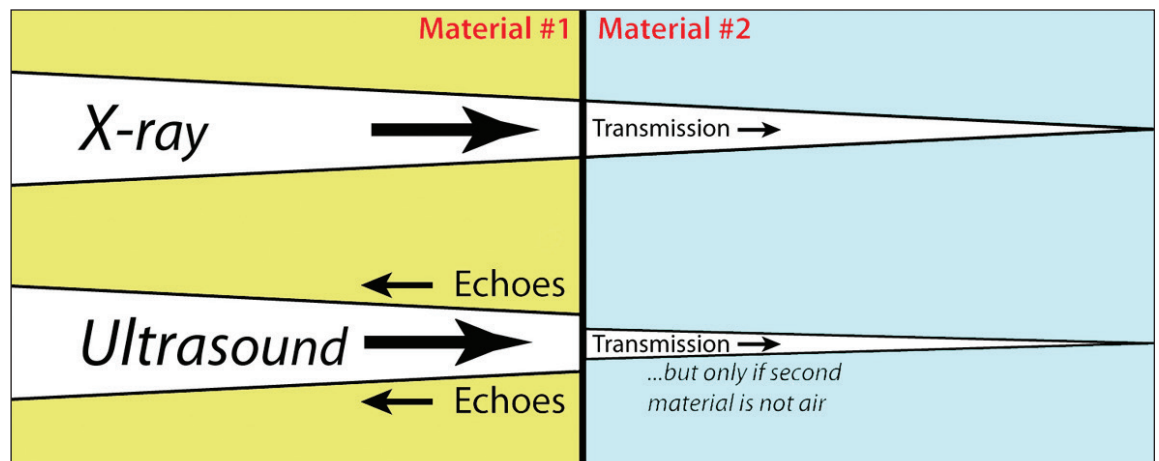 Material #1
Material #2
X-ray
Transmission
Echoes
Ultrasound
Transmission
...but only if second
material is not air
Echoes